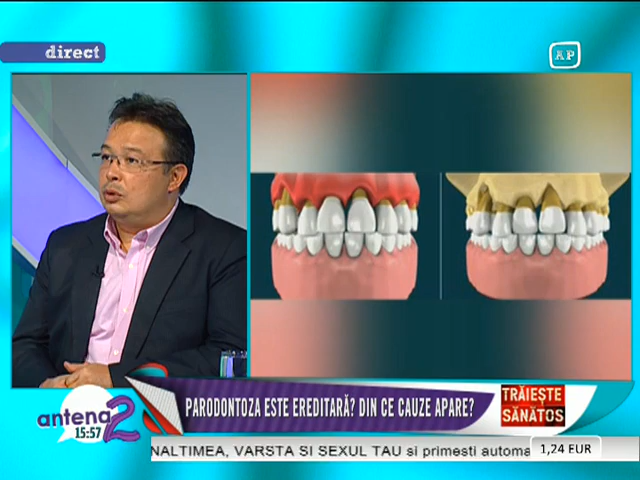 direct
AP
PARODONTOZA ESTE EREDITARĂ? DIN CE CAUZE APARE?
TRĂIEȘTE
SĂNĂTOS
antena 2
15:57
NALTIMEA, VARSTA SI SEXUL TAU si primesti automa
1,24 EUR